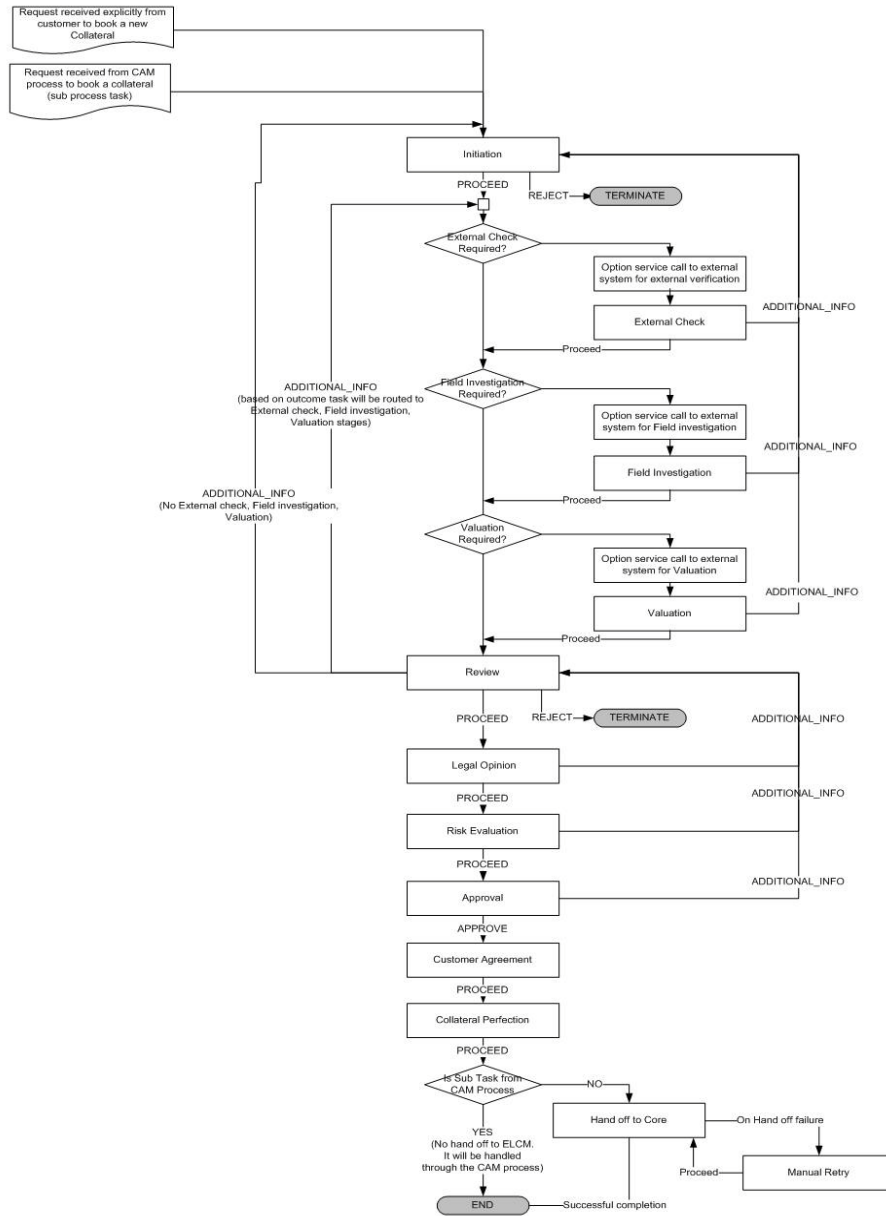 Request received explicitly from
customer to book a new
Collateral
Request received from CAM
process to book a collateral
(sub process task)
Initiation
PROCEED
REJECT
TERMINATE
External Check
Required?
Option service call to external
system for external verification
ADDITIONAL_INFO
External Check
Proceed
ADDITIONAL_INFO
(based on outcome task will be routed to
External check, Field investigation,
Valuation stages)
Field Investigation
Required?
Option service call to external
system for Field investigation
ADDITIONAL_INFO
Field Investigation
ADDITIONAL_INFO
(No External check, Field investigation,
Valuation)
Proceed
Valuation
Required?
Option service call to external
system for Valuation
ADDITIONAL_INFO
Valuation
Proceed
Review
PROCEED
REJECT
TERMINATE
ADDITIONAL_INFO
Legal Opinion
PROCEED
ADDITIONAL_INFO
Risk Evaluation
PROCEED
ADDITIONAL_INFO
Approval
APPROVE
Customer Agreement
PROCEED
Collateral Perfection
PROCEED
Is Sub Task from
CAM Process
NO
Hand off to Core
On Hand off failure
YES
(No hand off to ELCM.
It will be handled
through the CAM process)
Proceed
Manual Retry
END
Successful completion